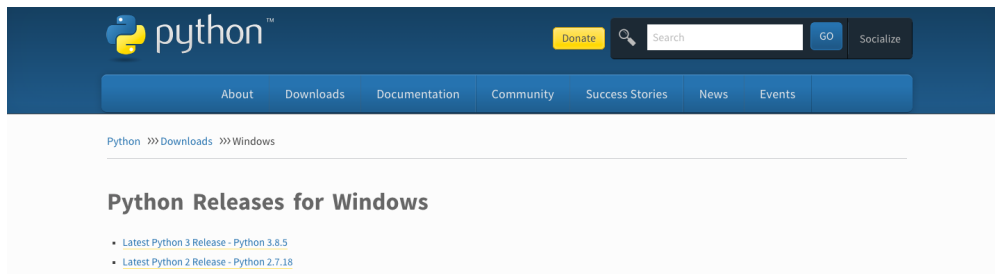 python™
Donate
Search
GO
Socialize
About Downloads Documentation Community Success Stories News Events
Python >>> Downloads >>> Windows
Python Releases for Windows
Latest Python 3 Release - Python 3.8.5
Latest Python 2 Release - Python 2.7.18